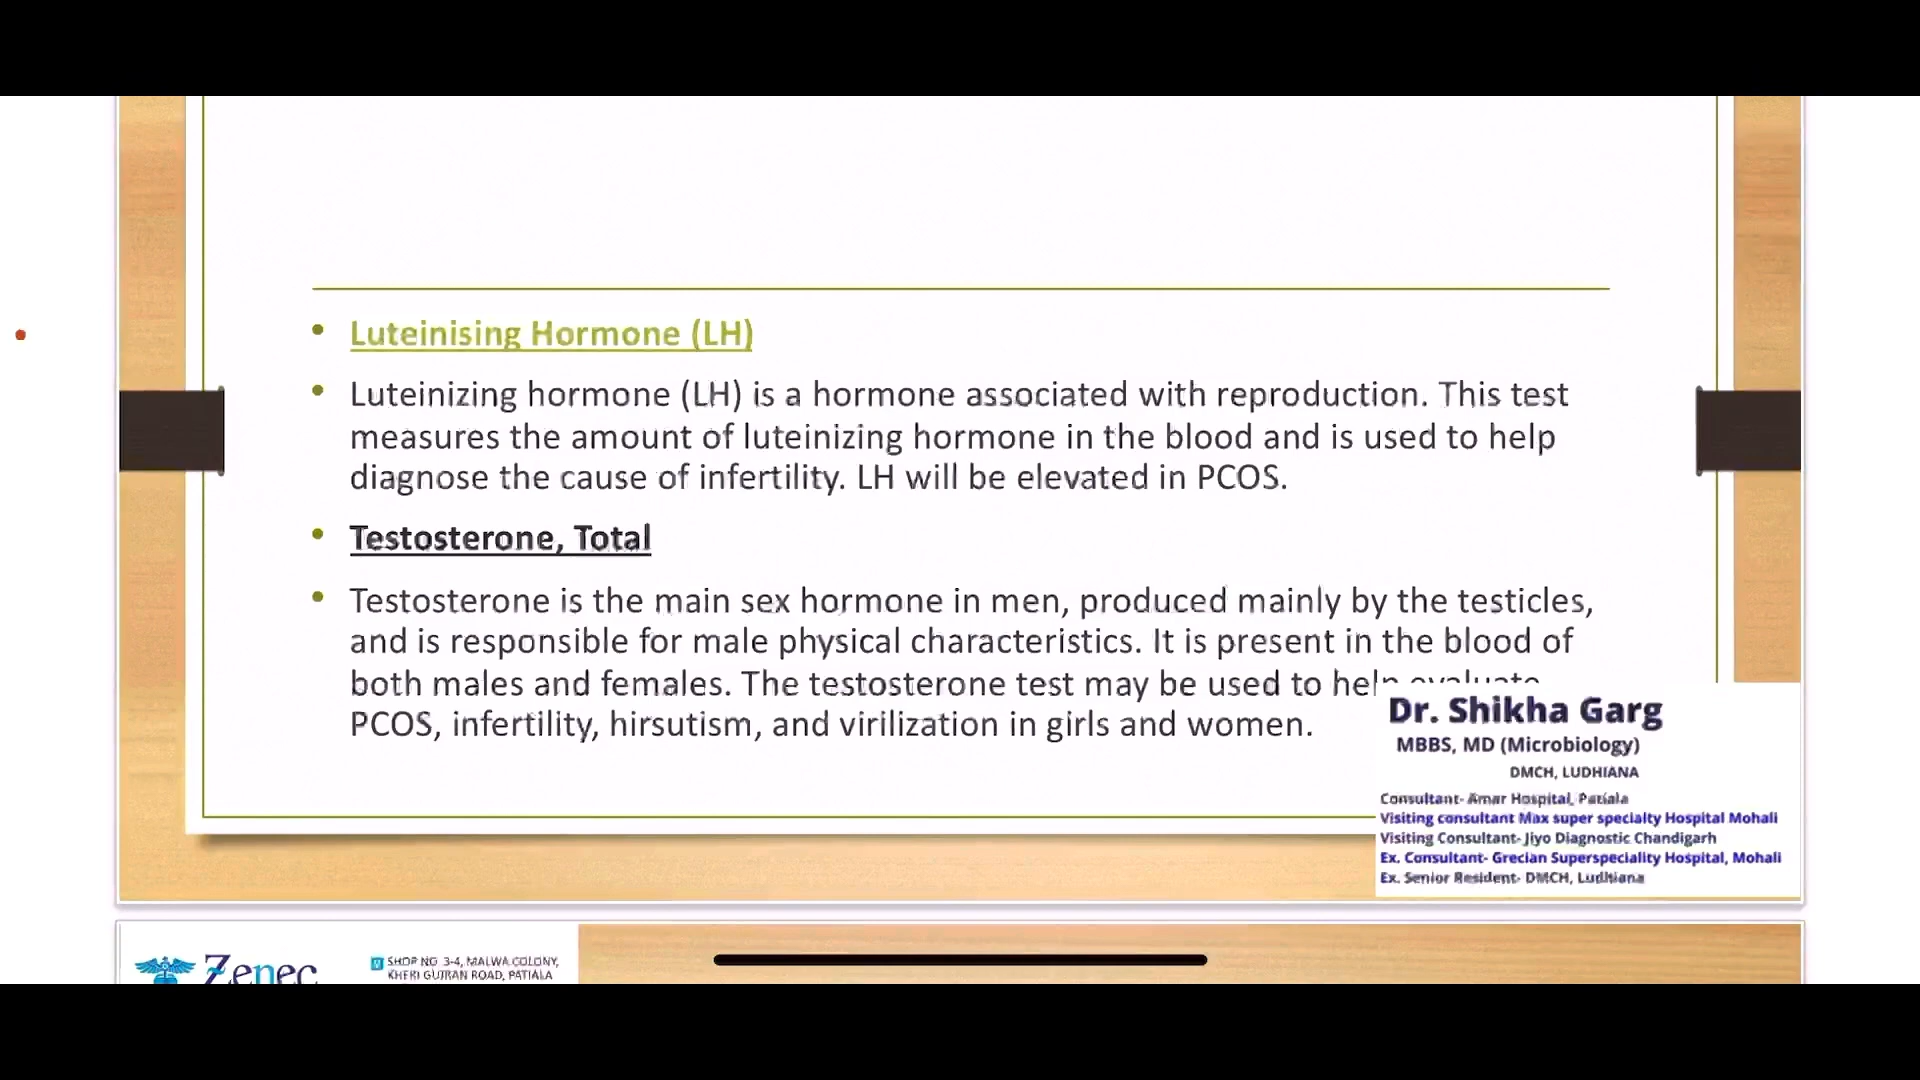 Luteinising Hormone (LH)
Luteinizing hormone (LH) is a hormone associated with reproduction. This test
measures the amount of luteinizing hormone in the blood and is used to help
diagnose the cause of infertility. LH will be elevated in PCOS.
Testosterone, Total
Testosterone is the main sex hormone in men, produced mainly by the testicles,
and is responsible for male physical characteristics. It is present in the blood of
both males and females. The testosterone test may be used to help evaluate
PCOS, infertility, hirsutism, and virilization in girls and women.
Dr. Shikha Garg
MBBS, MD (Microbiology)
DMCH, LUDHIANA
Consultant- Amar Hospital, Patiala
Visiting consultant Max super specialty Hospital Mohali
Visiting Consultant- Jiyo Diagnostic Chandigarh
Ex. Consultant- Grecian Superspeciality Hospital, Mohali
Ex. Senior Resident- DMCH, Ludhiana
Zenec
SHOP NO 3-4, MALWA COLONY,
KHERI GUJRAN ROAD, PATIALA